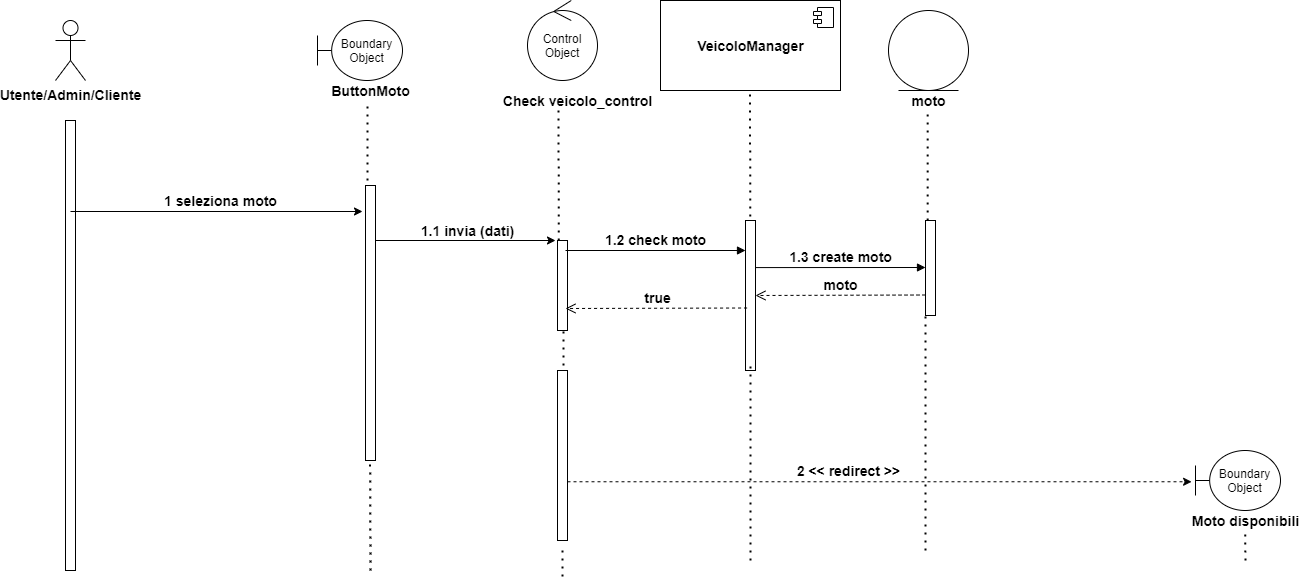 Utente/Admin/Cliente
Boundary
Object
ButtonMoto
Control
Object
Check veicolo_control
VeicoloManager
moto
1 seleziona moto
1.1 invia (dati)
1.2 check moto
1.3 create moto
moto
true
2 << redirect >>
Boundary
Object
Moto disponibili